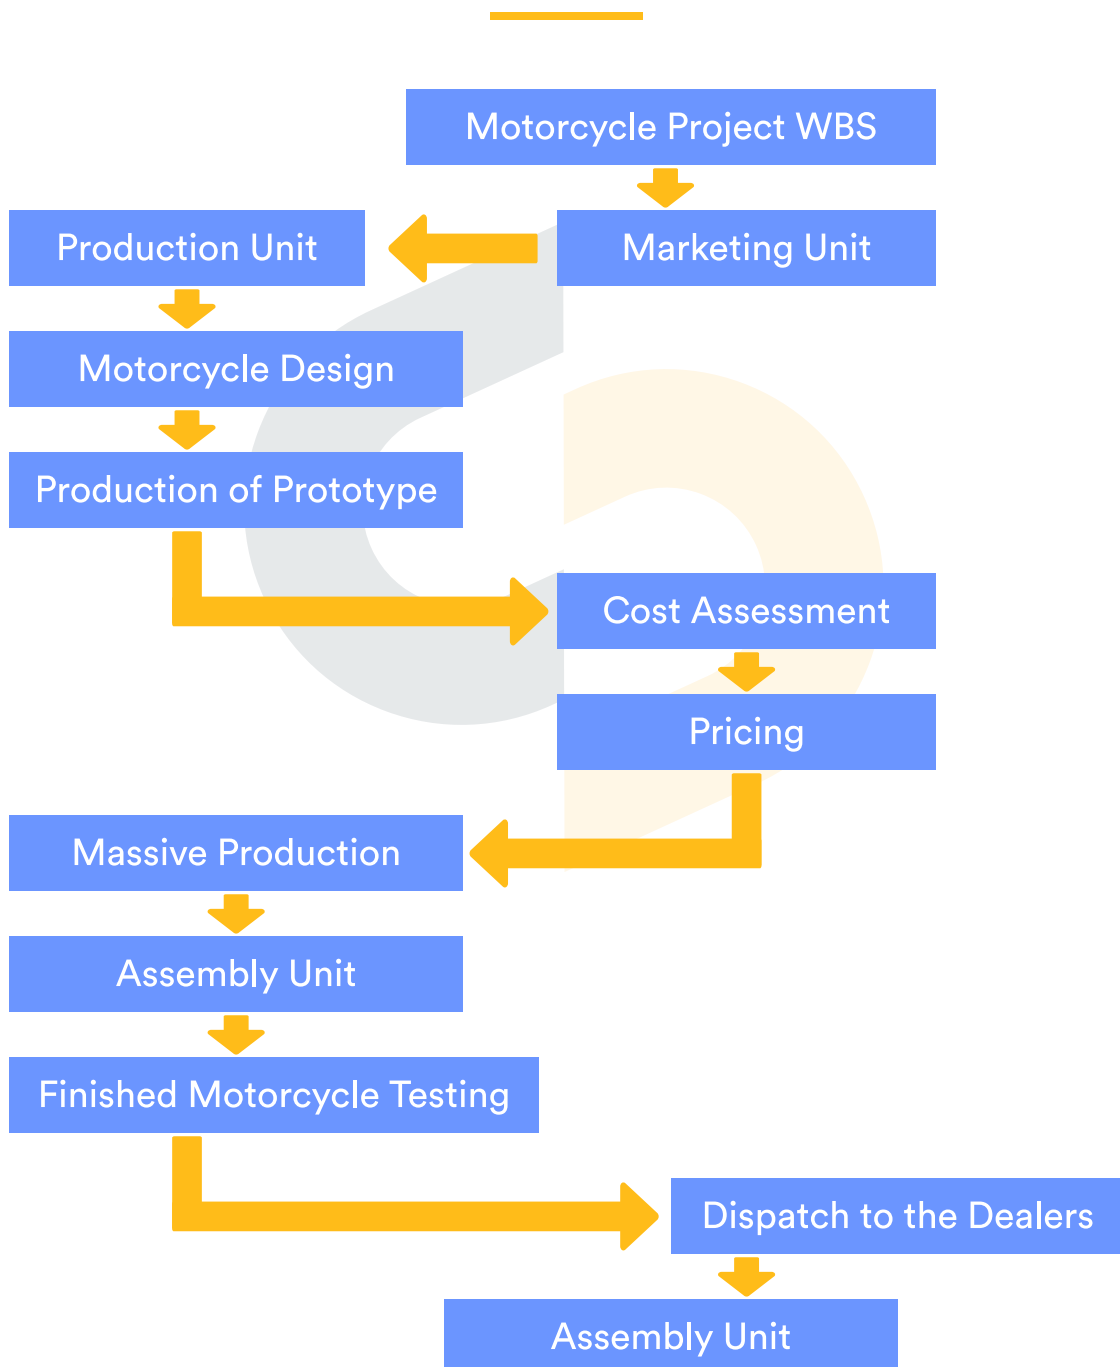 Motorcycle Project WBS
Marketing Unit
Production Unit
Motorcycle Design
Production of Prototype
Cost Assessment
Pricing
Massive Production
Assembly Unit
Finished Motorcycle Testing
Dispatch to the Dealers
Assembly Unit